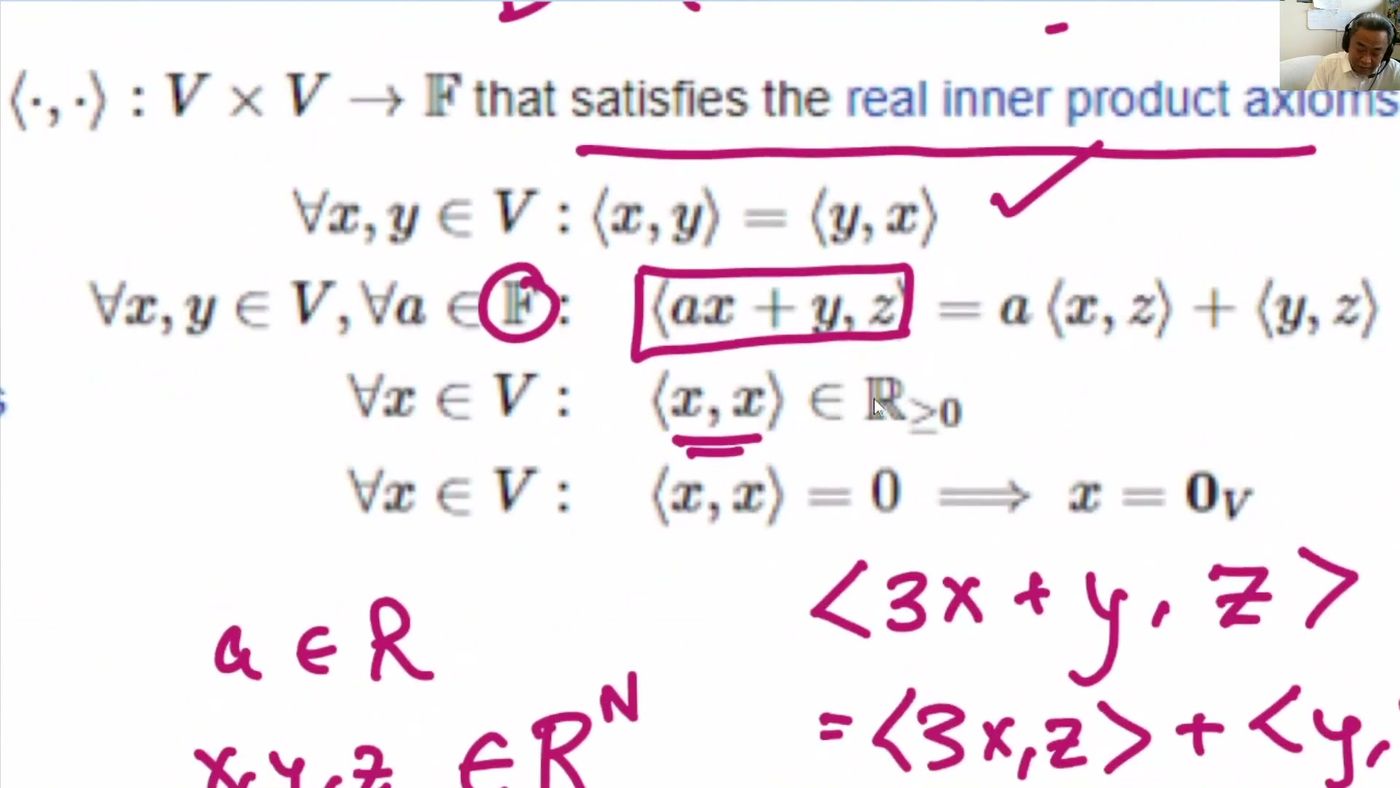 ⟨·,·⟩ : V × V → 𝔽 that satisfies the real inner product axioms
∀x, y ∈ V : ⟨x, y⟩ = ⟨y, x⟩
∀x, y ∈ V, ∀a ∈ 𝔽 : ⟨ax + y, z⟩ = a ⟨x, z⟩ + ⟨y, z⟩
∀x ∈ V : ⟨x, x⟩ ∈ ℝ≥0
∀x ∈ V : ⟨x, x⟩ = 0 ⟹ x = 0V
<3x + y, z>
a ∈ R
= <3x, z> + <y,
x, y, z ∈ R^N